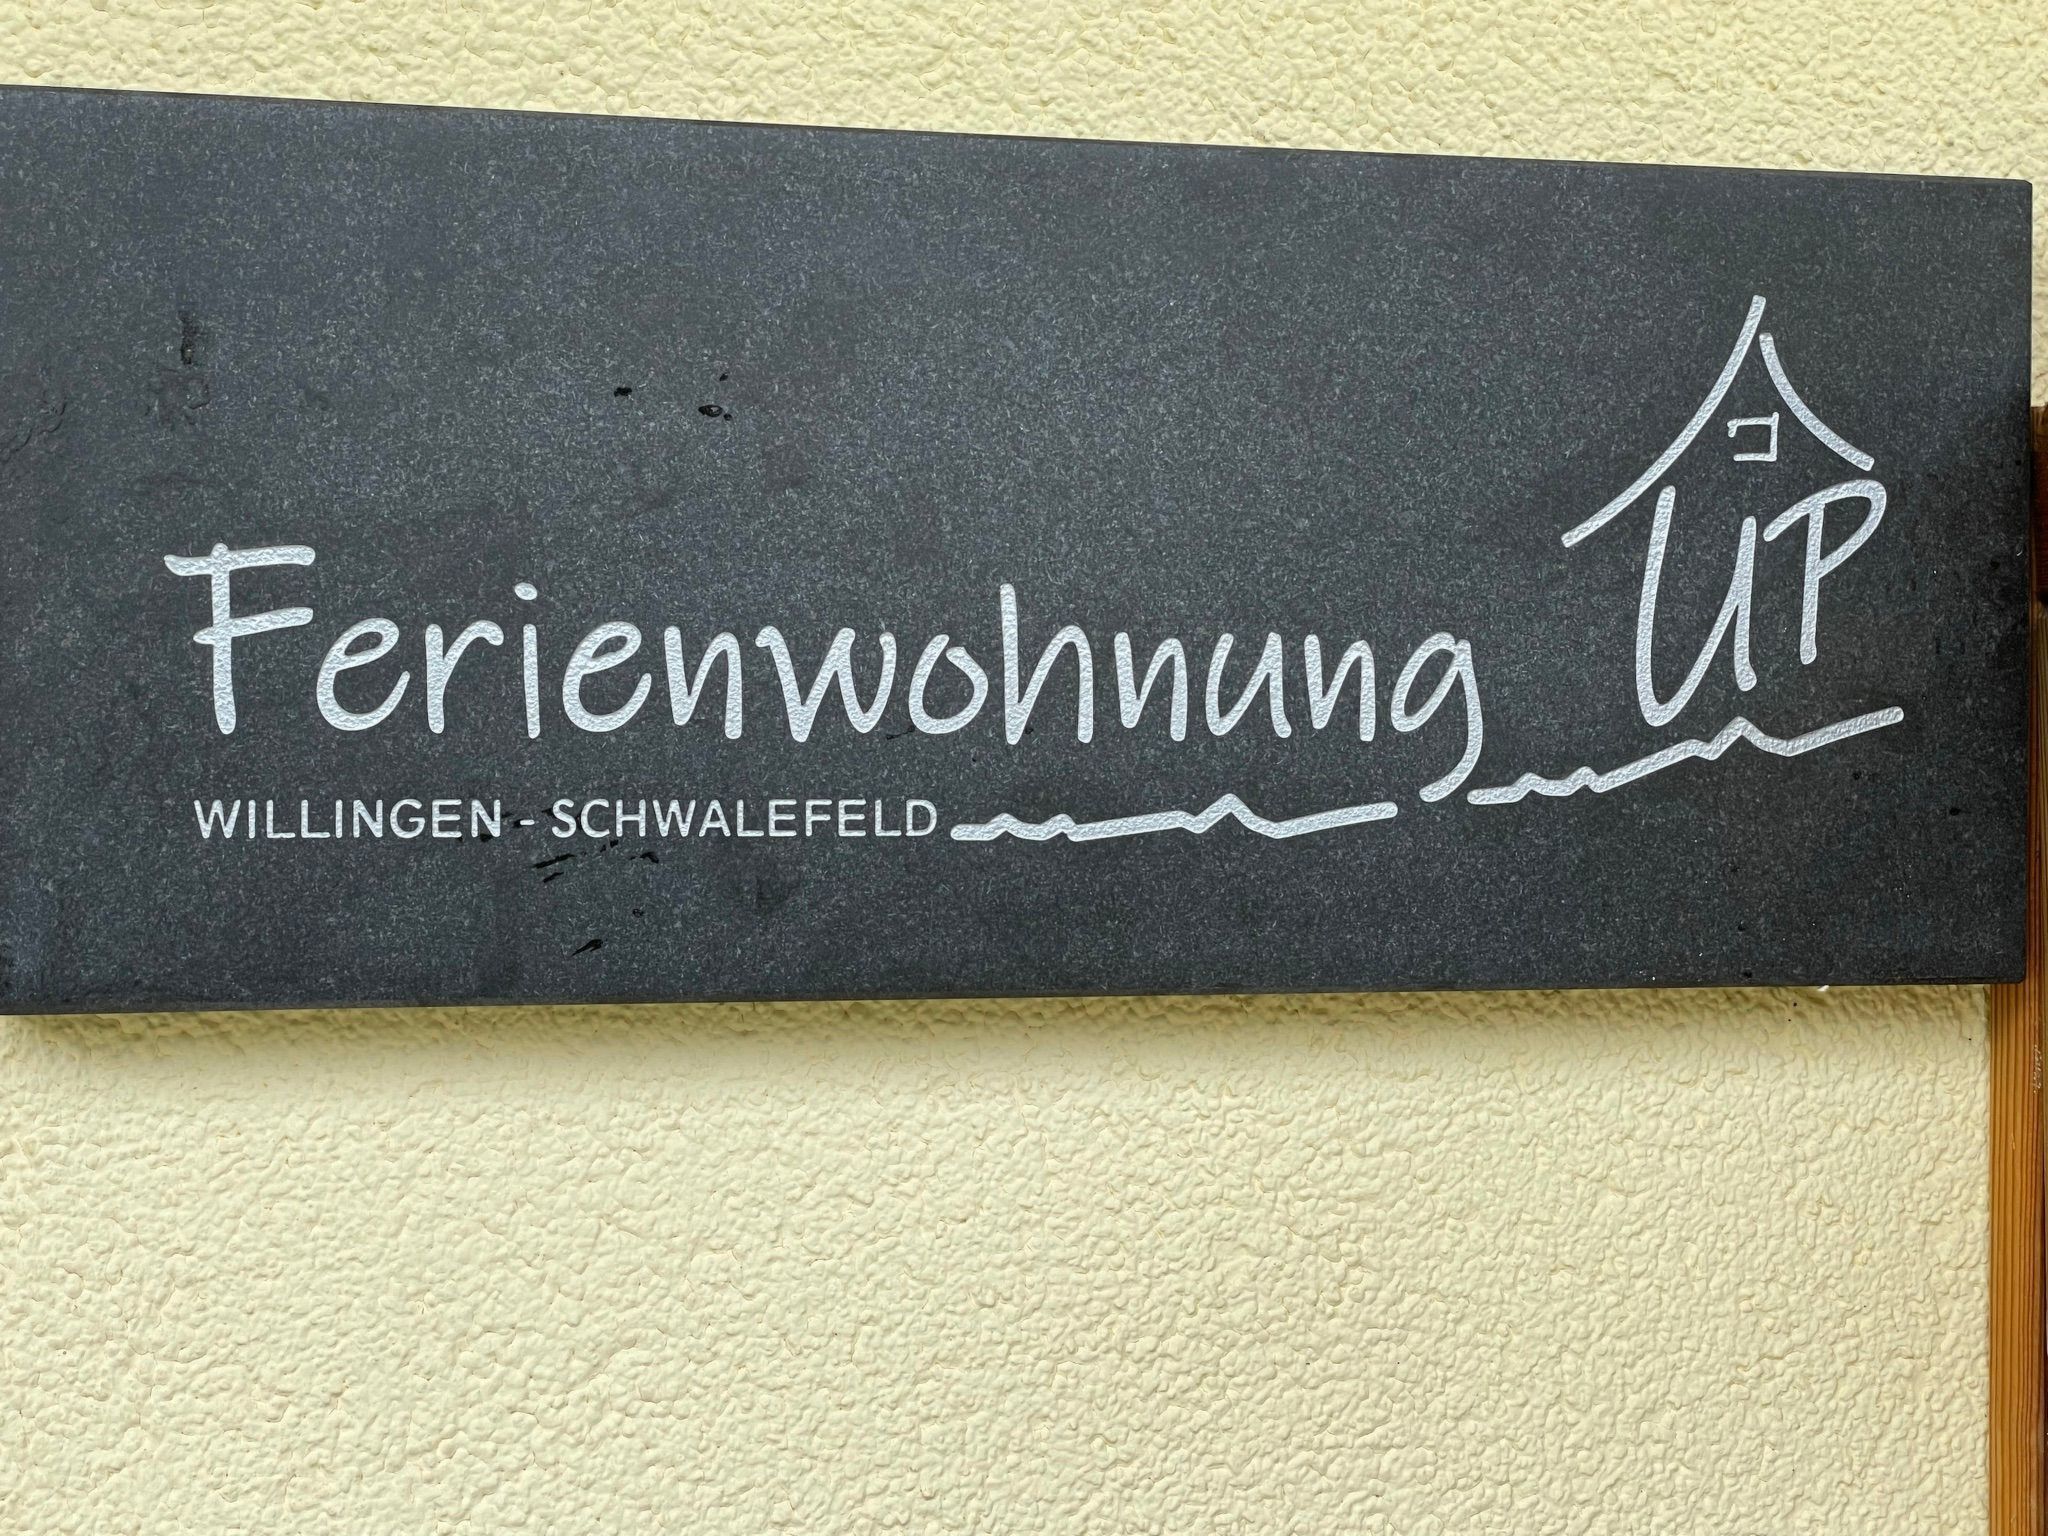 Ferienwohnung UP
WILLINGEN - SCHWALEFELD